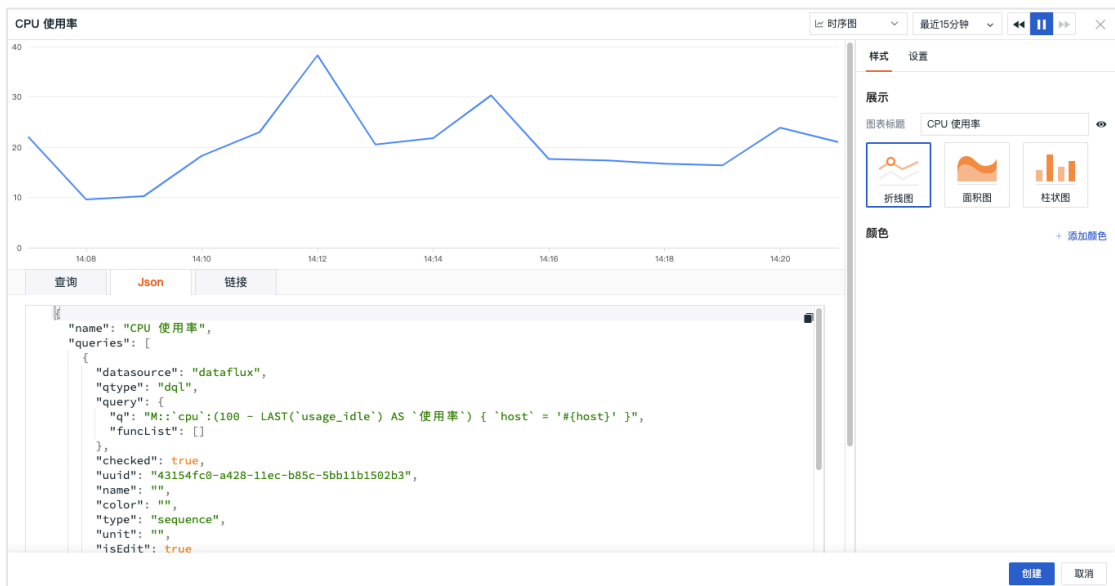 CPU 使用率
时序图
最近15分钟
样式
设置
展示
图表标题
CPU 使用率
折线图
面积图
柱状图
颜色
+ 添加颜色
40
30
20
10
0
14:08
14:10
14:12
14:14
14:16
14:18
14:20
查询
Json
链接
{
"name": "CPU 使用率",
"queries": [
{
"datasource": "dataflux",
"qtype": "dql",
"query": {
"q": "M::`cpu`:(100 - LAST(`usage_idle`) AS `使用率`) { `host` = '#{host}' }",
"funcList": []
},
"checked": true,
"uuid": "43154fc0-a428-11ec-b85c-5bb11b1502b3",
"name": "",
"color": "",
"type": "sequence",
"unit": "",
"isEdit": true
创建
取消